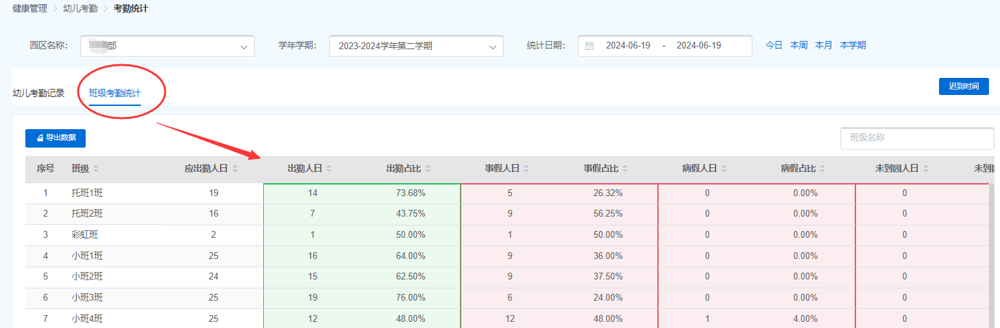 健康管理 > 幼儿考勤 > 考勤统计
园区名称： 部 学年学期： 2023-2024学年第二学期 统计日期： 2024-06-19 - 2024-06-19 今日 本周 本月 本学期
幼儿考勤记录 班级考勤统计 迟到时间
导出数据 班级名称
序号 班级 应出勤人日 出勤人日 出勤占比 事假人日 事假占比 病假人日 病假占比 未到园人日 未到
1 托班1班 19 14 73.68% 5 26.32% 0 0.00% 0
2 托班2班 16 7 43.75% 9 56.25% 0 0.00% 0
3 彩虹班 2 1 50.00% 1 50.00% 0 0.00% 0
4 小班1班 25 16 64.00% 9 36.00% 0 0.00% 0
5 小班2班 24 15 62.50% 9 37.50% 0 0.00% 0
6 小班3班 25 19 76.00% 6 24.00% 0 0.00% 0
7 小班4班 25 12 48.00% 12 48.00% 1 4.00% 0